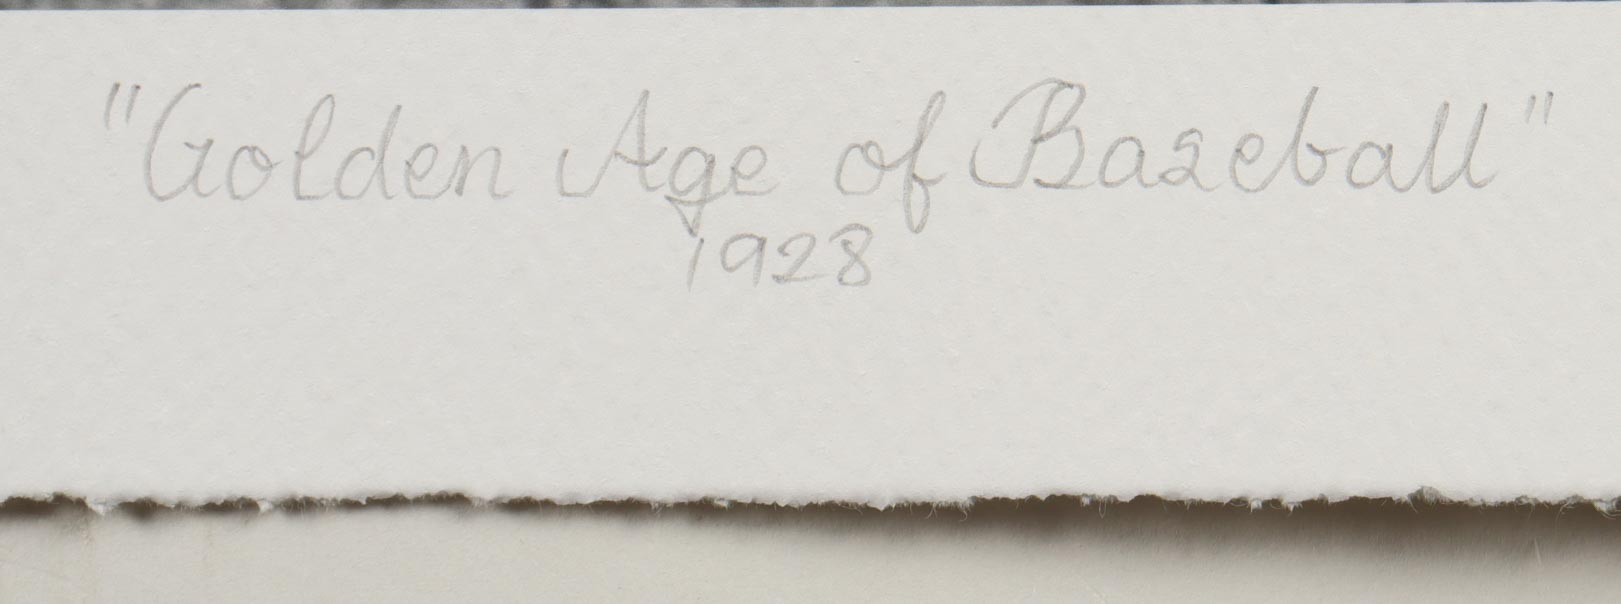 "Golden Age of Baseball"
1928